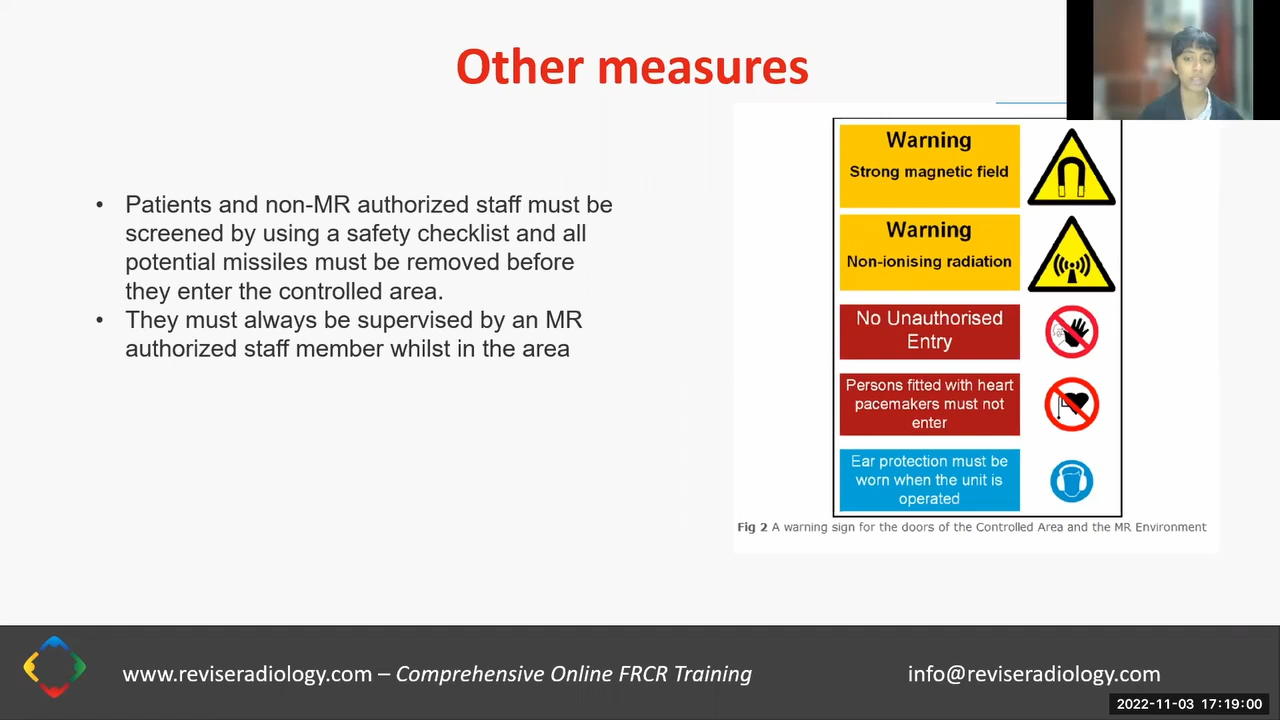 Other measures
• Patients and non-MR authorized staff must be
screened by using a safety checklist and all
potential missiles must be removed before
they enter the controlled area.
• They must always be supervised by an MR
authorized staff member whilst in the area
Warning
Strong magnetic field
Warning
Non-ionising radiation
No Unauthorised
Entry
Persons fitted with heart
pacemakers must not
enter
Ear protection must be
worn when the unit is
operated
Fig 2 A warning sign for the doors of the Controlled Area and the MR Environment
www.reviseradiology.com – Comprehensive Online FRCR Training
info@reviseradiology.com
2022-11-03 17:19:00